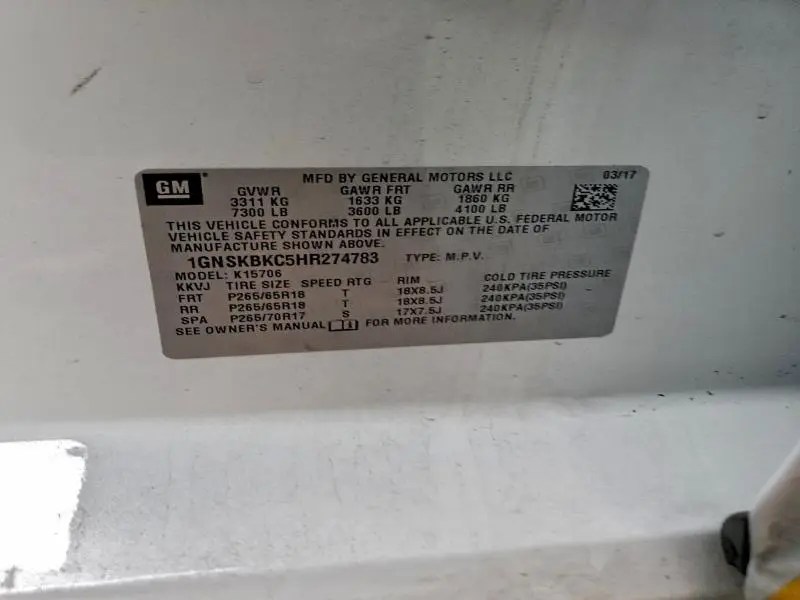 GM
MFD BY GENERAL MOTORS LLC 03/17
GVWR GAWR FRT GAWR RR
3311 KG 1633 KG 1860 KG
7300 LB 3600 LB 4100 LB
THIS VEHICLE CONFORMS TO ALL APPLICABLE U.S. FEDERAL MOTOR
VEHICLE SAFETY STANDARDS IN EFFECT ON THE DATE OF
MANUFACTURE SHOWN ABOVE.
1GNSKBKC5HR274783 TYPE: M.P.V.
MODEL: K15706
KKVJ TIRE SIZE SPEED RTG RIM COLD TIRE PRESSURE
FRT P265/65R18 T 18X8.5J 240KPA(35PSI)
RR P265/65R18 T 18X8.5J 240KPA(35PSI)
SPA P265/70R17 S 17X7.5J 240KPA(35PSI)
SEE OWNER'S MANUAL FOR MORE INFORMATION.